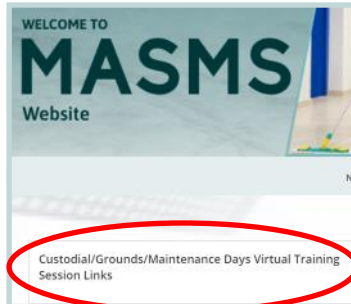 WELCOME TO
MASMS
Website
N
Custodial/Grounds/Maintenance Days Virtual Training
Session Links